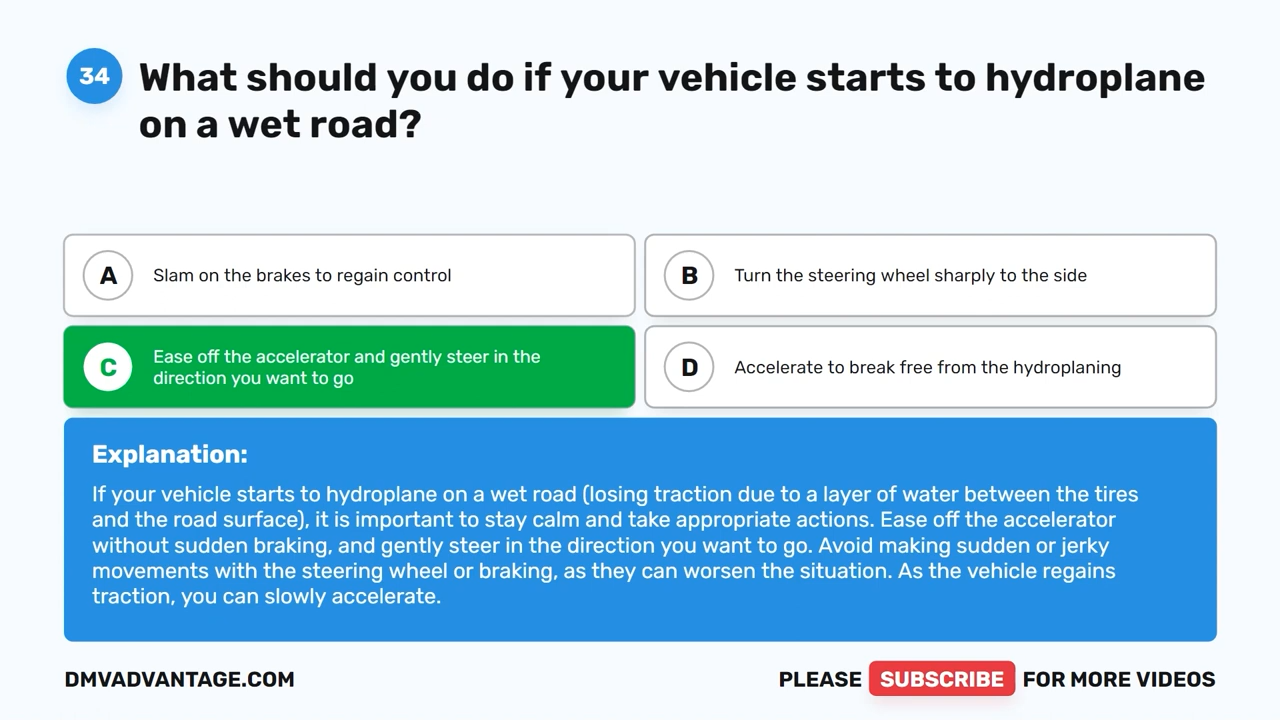 34
What should you do if your vehicle starts to hydroplane
on a wet road?
A
Slam on the brakes to regain control
B
Turn the steering wheel sharply to the side
C
Ease off the accelerator and gently steer in the
direction you want to go
D
Accelerate to break free from the hydroplaning
Explanation:
If your vehicle starts to hydroplane on a wet road (losing traction due to a layer of water between the tires
and the road surface), it is important to stay calm and take appropriate actions. Ease off the accelerator
without sudden braking, and gently steer in the direction you want to go. Avoid making sudden or jerky
movements with the steering wheel or braking, as they can worsen the situation. As the vehicle regains
traction, you can slowly accelerate.
DMVADVANTAGE.COM
PLEASE SUBSCRIBE FOR MORE VIDEOS